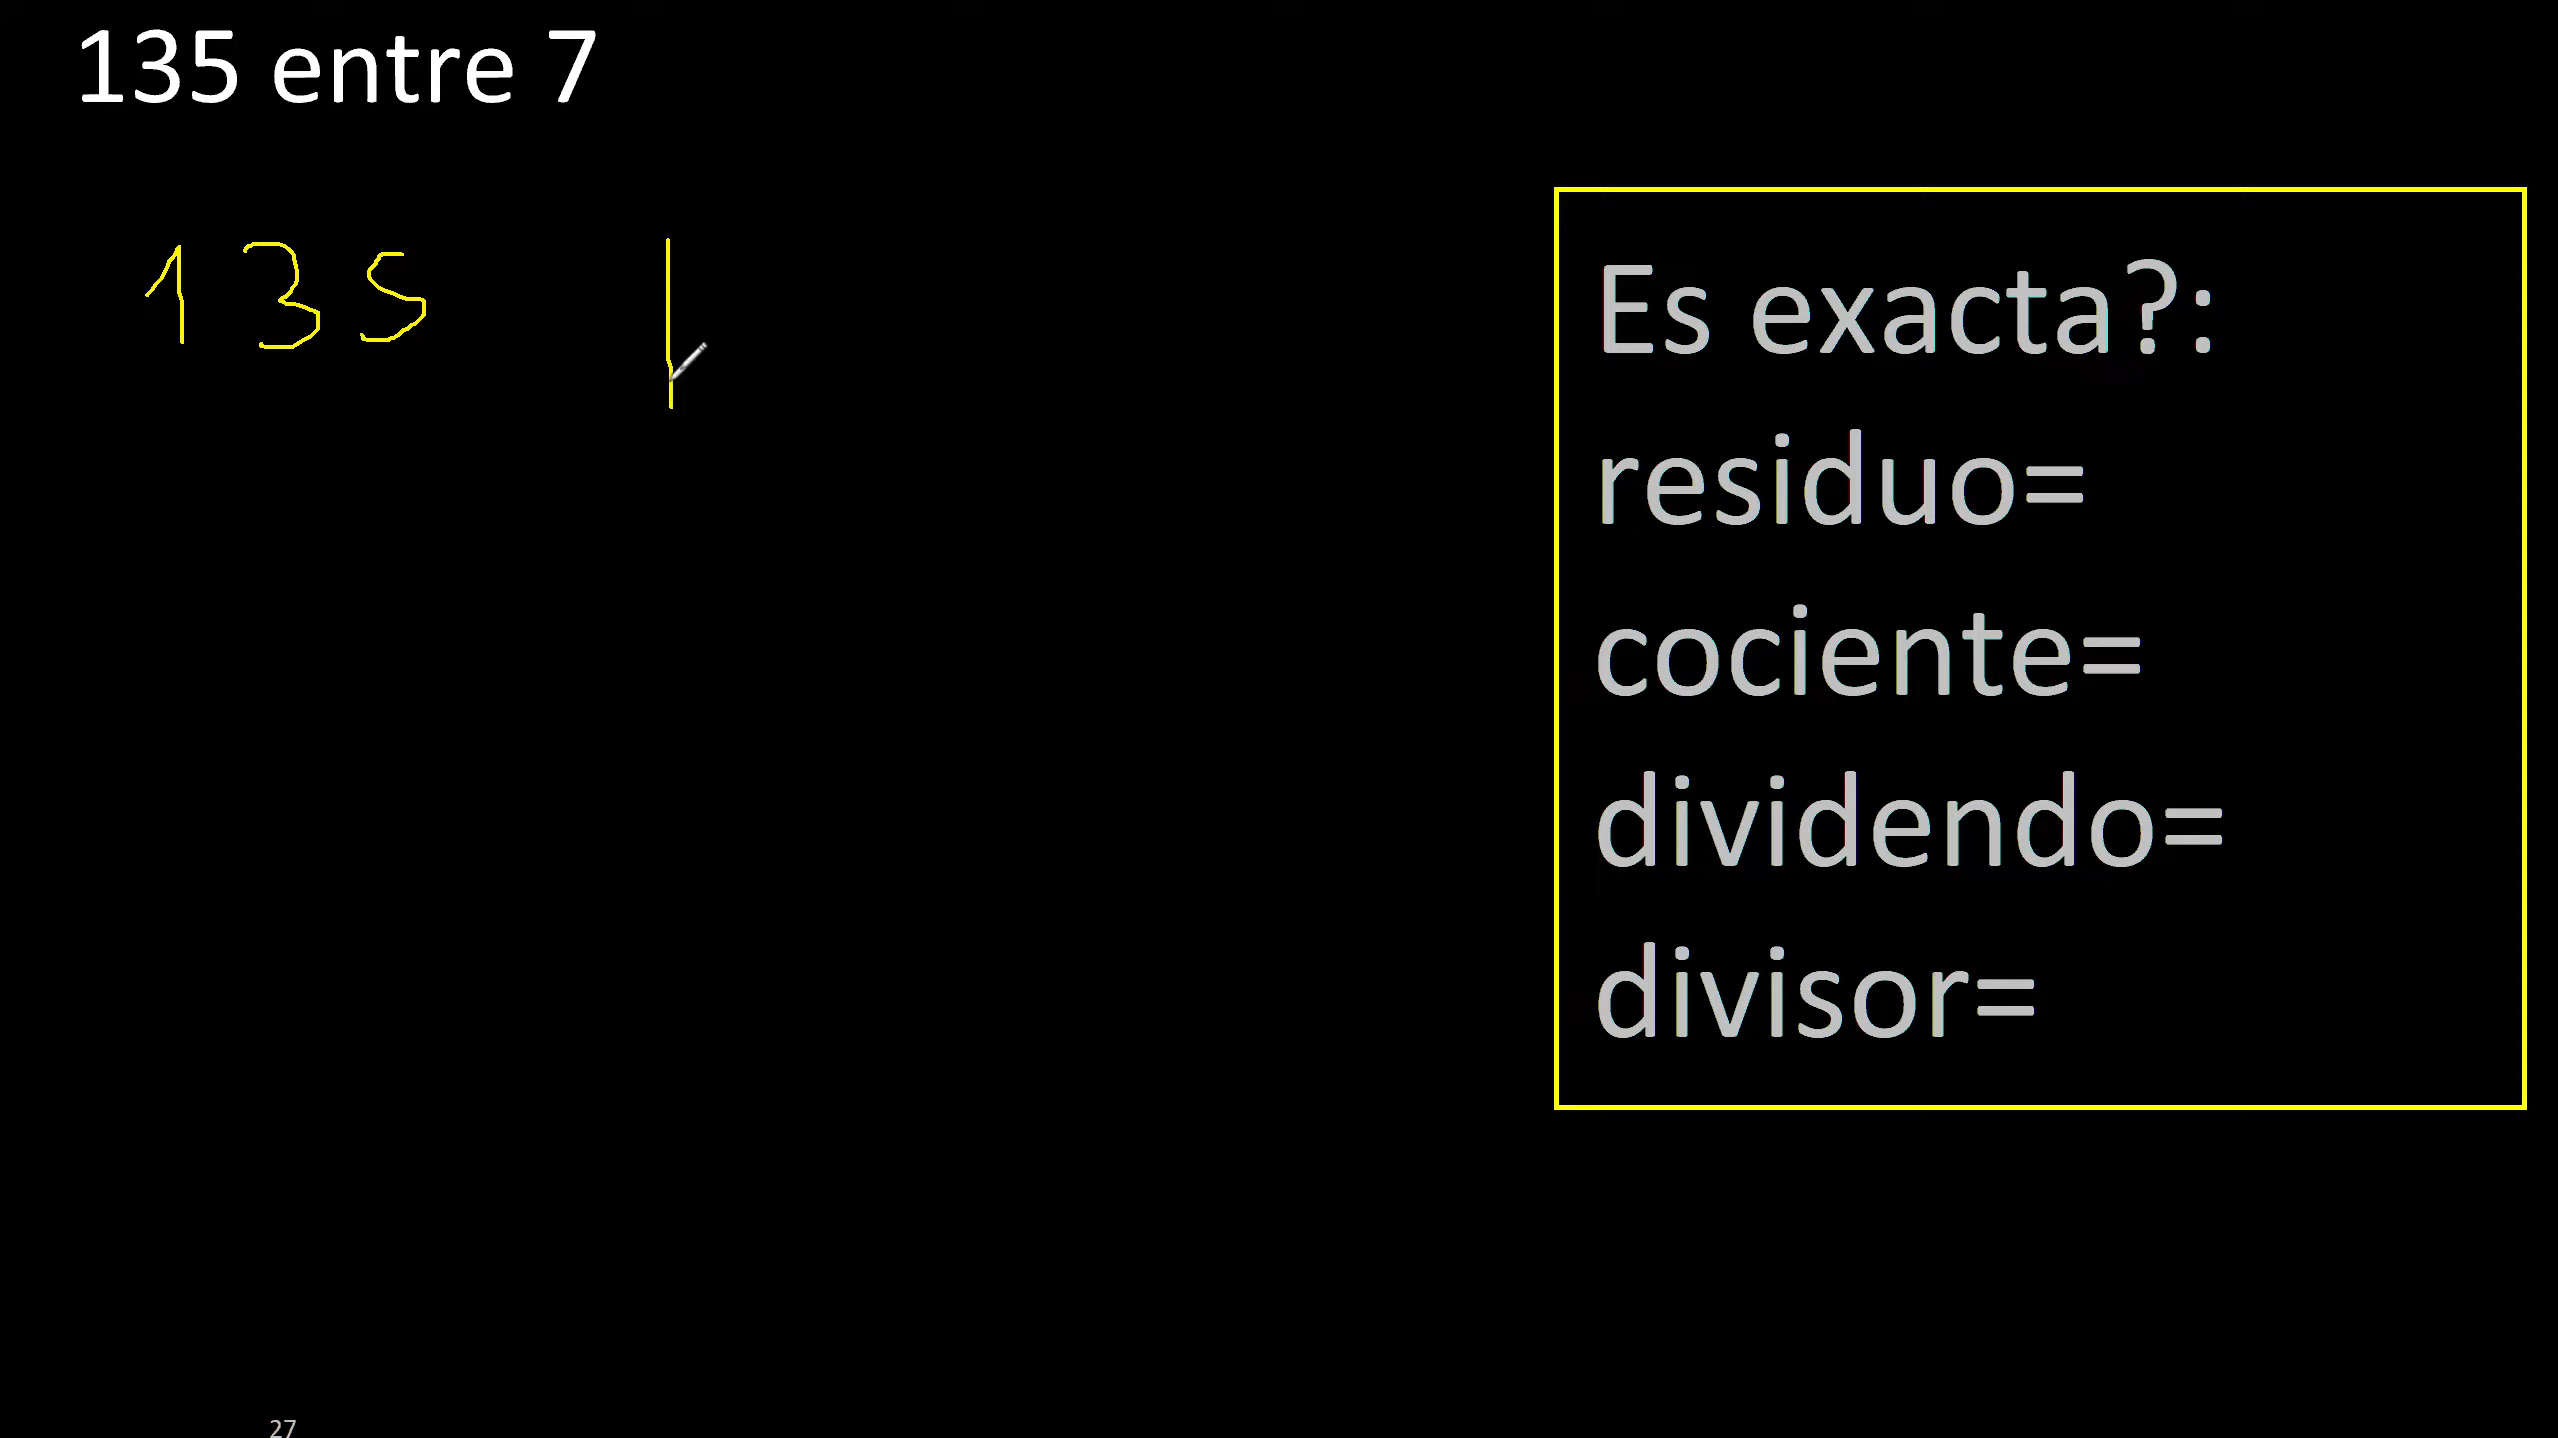 135 entre 7
135
Es exacta?:
residuo=
cociente=
dividendo=
divisor=
27